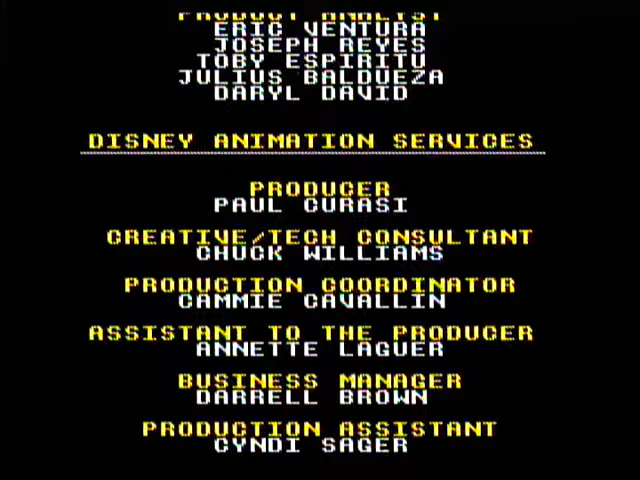 PRODUCT ANALYST
ERIC VENTURA
JOSEPH REYES
TOBY ESPIRITU
JULIUS BALDUEZA
DARYL DAVID
DISNEY ANIMATION SERVICES
PRODUCER
PAUL CURASI
CREATIVE/TECH CONSULTANT
CHUCK WILLIAMS
PRODUCTION COORDINATOR
CAMMIE CAVALLIN
ASSISTANT TO THE PRODUCER
ANNETTE LAGUER
BUSINESS MANAGER
DARRELL BROWN
PRODUCTION ASSISTANT
CYNDI SAGER